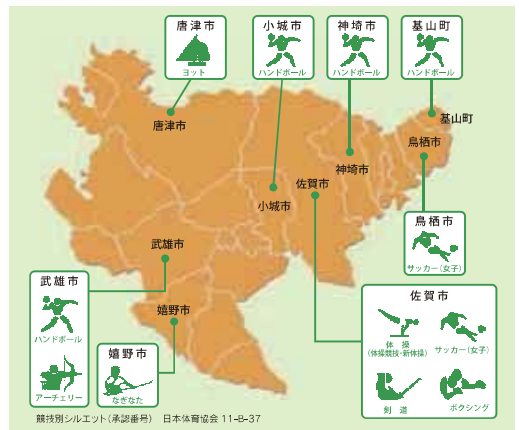 唐津市
ヨット
小城市
ハンドボール
神埼市
ハンドボール
基山町
ハンドボール
唐津市
基山町
鳥栖市
神埼市
佐賀市
小城市
武雄市
嬉野市
鳥栖市
サッカー(女子)
武雄市
ハンドボール
アーチェリー
嬉野市
なぎなた
佐賀市
体操
(体操競技・新体操)
サッカー(女子)
剣道
ボクシング
競技別シルエット(承認番号) 日本体育協会 11-B-37